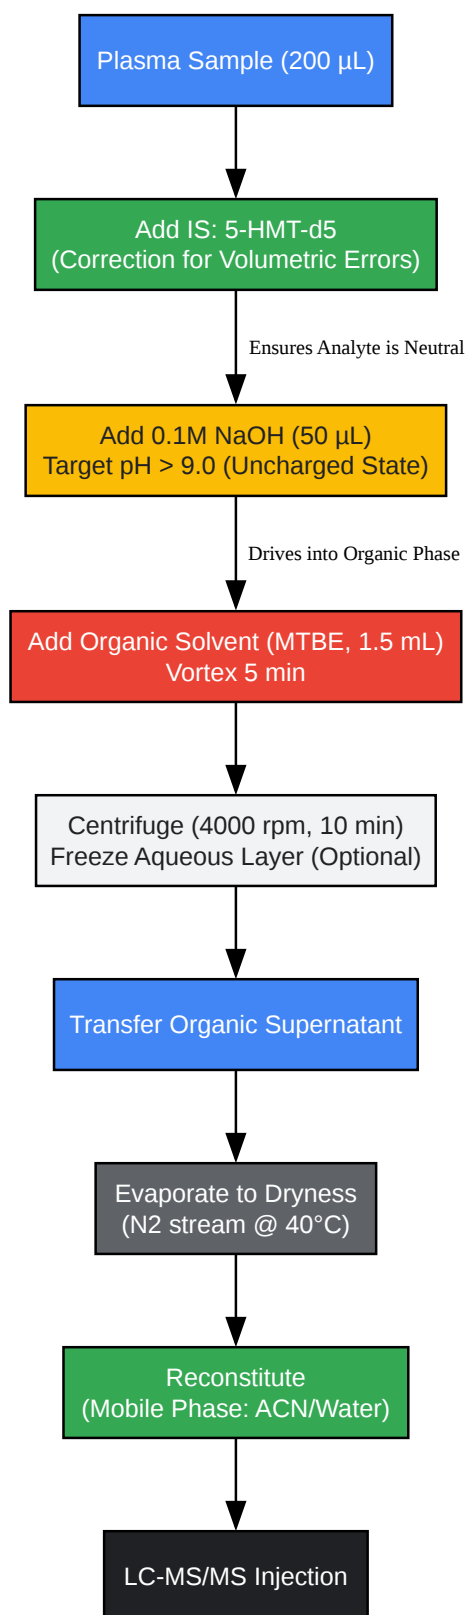 Plasma Sample (200 µL)
Add IS: 5-HMT-d5
(Correction for Volumetric Errors)
Ensures Analyte is Neutral
Add 0.1M NaOH (50 µL)
Target pH > 9.0 (Uncharged State)
Drives into Organic Phase
Add Organic Solvent (MTBE, 1.5 mL)
Vortex 5 min
Centrifuge (4000 rpm, 10 min)
Freeze Aqueous Layer (Optional)
Transfer Organic Supernatant
Evaporate to Dryness
(N2 stream @ 40°C)
Reconstitute
(Mobile Phase: ACN/Water)
LC-MS/MS Injection